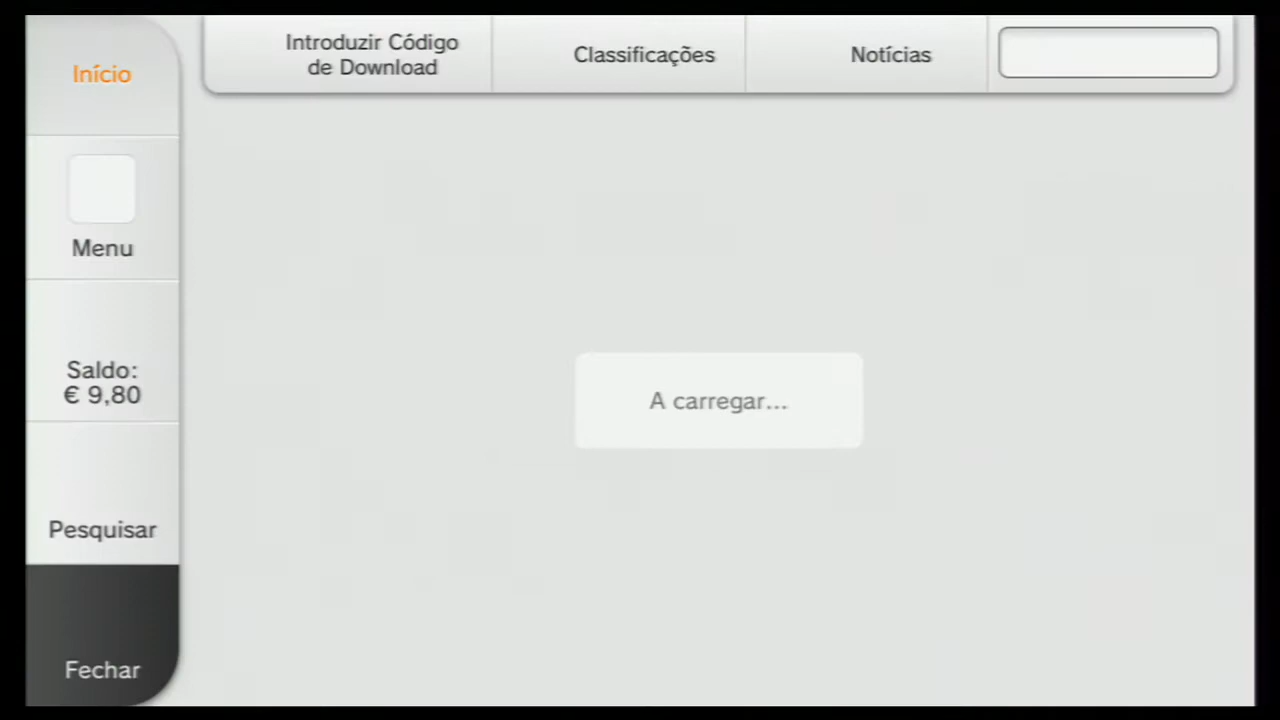 Início
Introduzir Código
de Download
Classificações
Notícias
Menu
Saldo:
€ 9,80
A carregar...
Pesquisar
Fechar